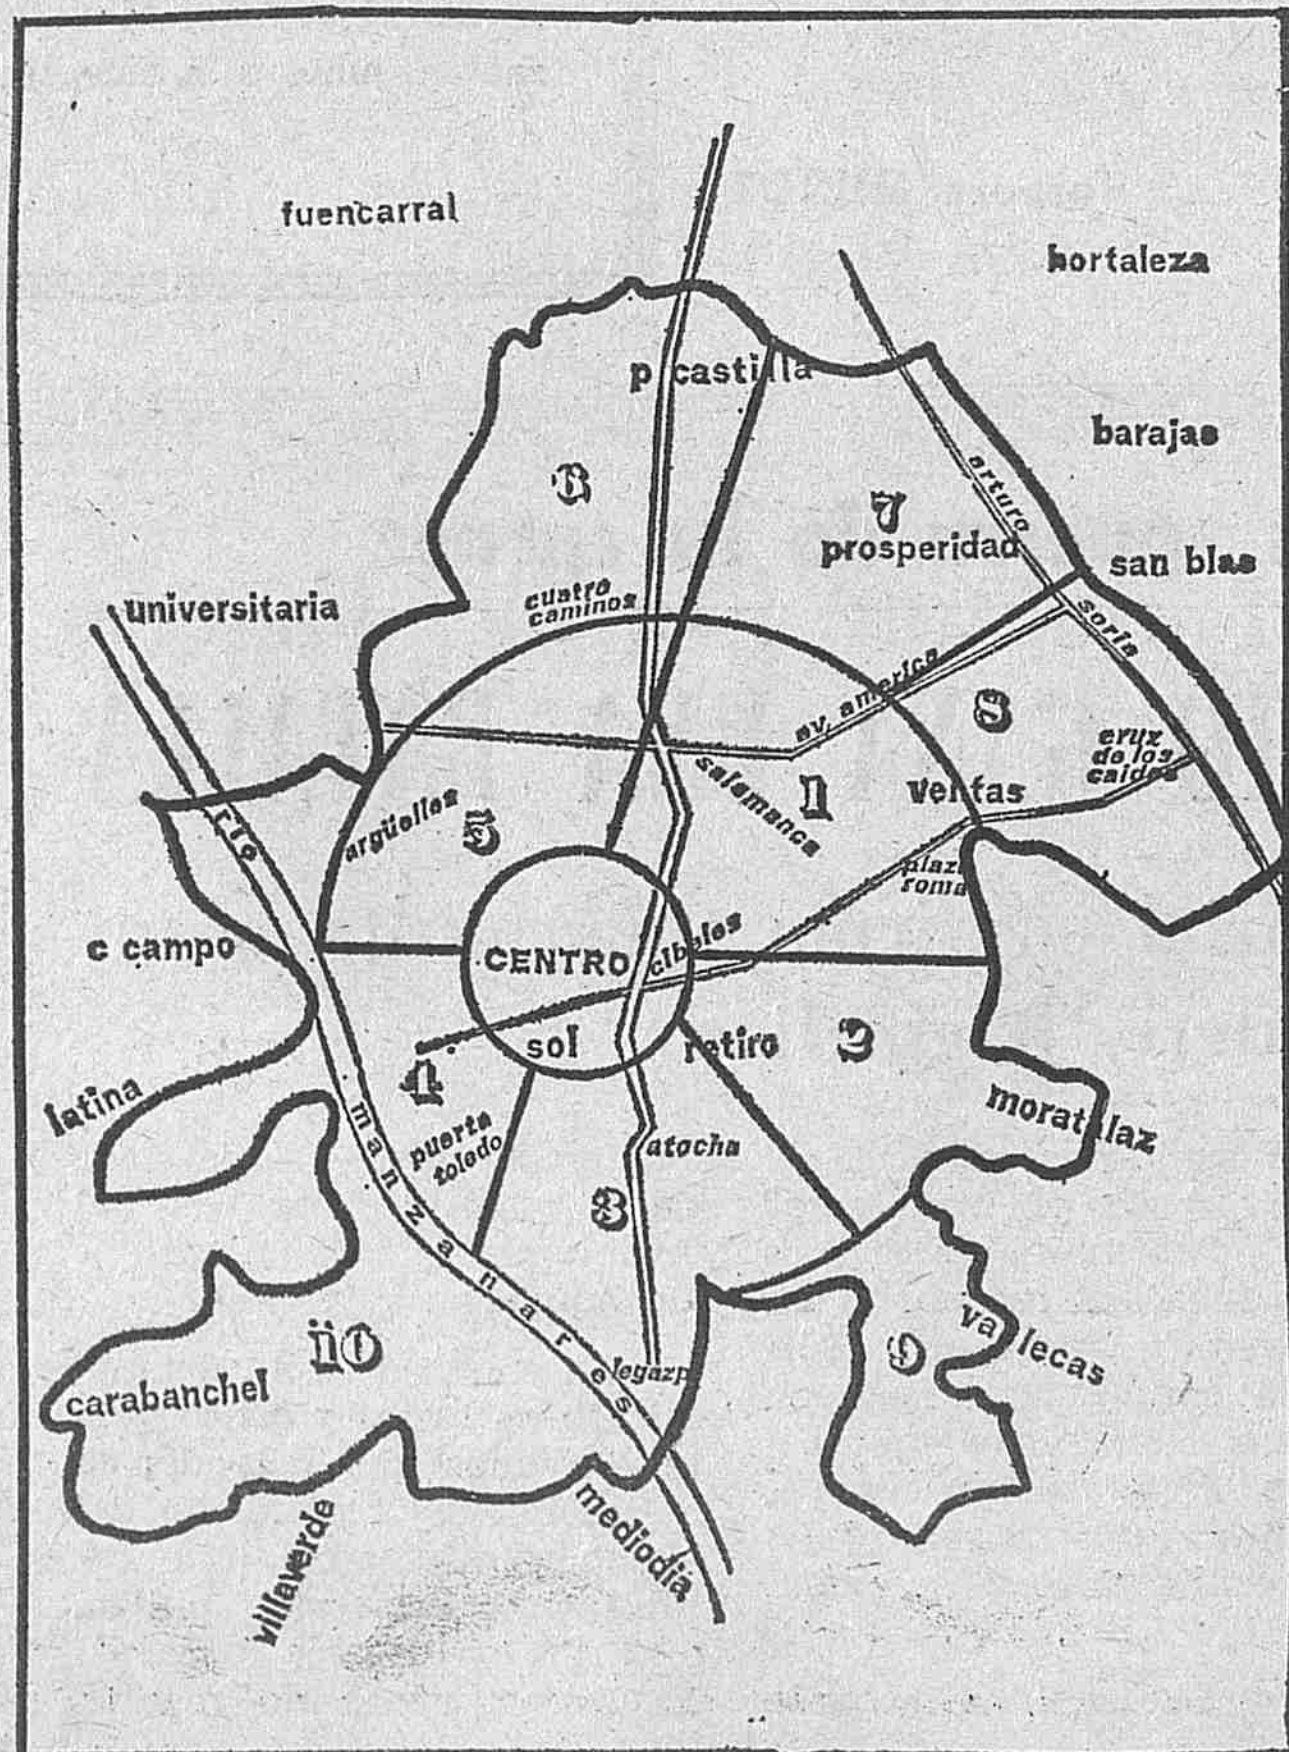 fuencarral
hortaleza
p castilla
barajas
arturo
6
7
prosperidad
san blas
cuatro
caminos
universitaria
soria
av. america
8
cruz
de los
caidos
salamanca
1
ventas
argüelles
5
rio
plaza
roma
c campo
CENTRO
cibeles
sol
retiro
2
4
latina
puerta
toledo
manzanares
atocha
moratalaz
3
vallecas
9
10
legazpi
carabanchel
villaverde
mediodia